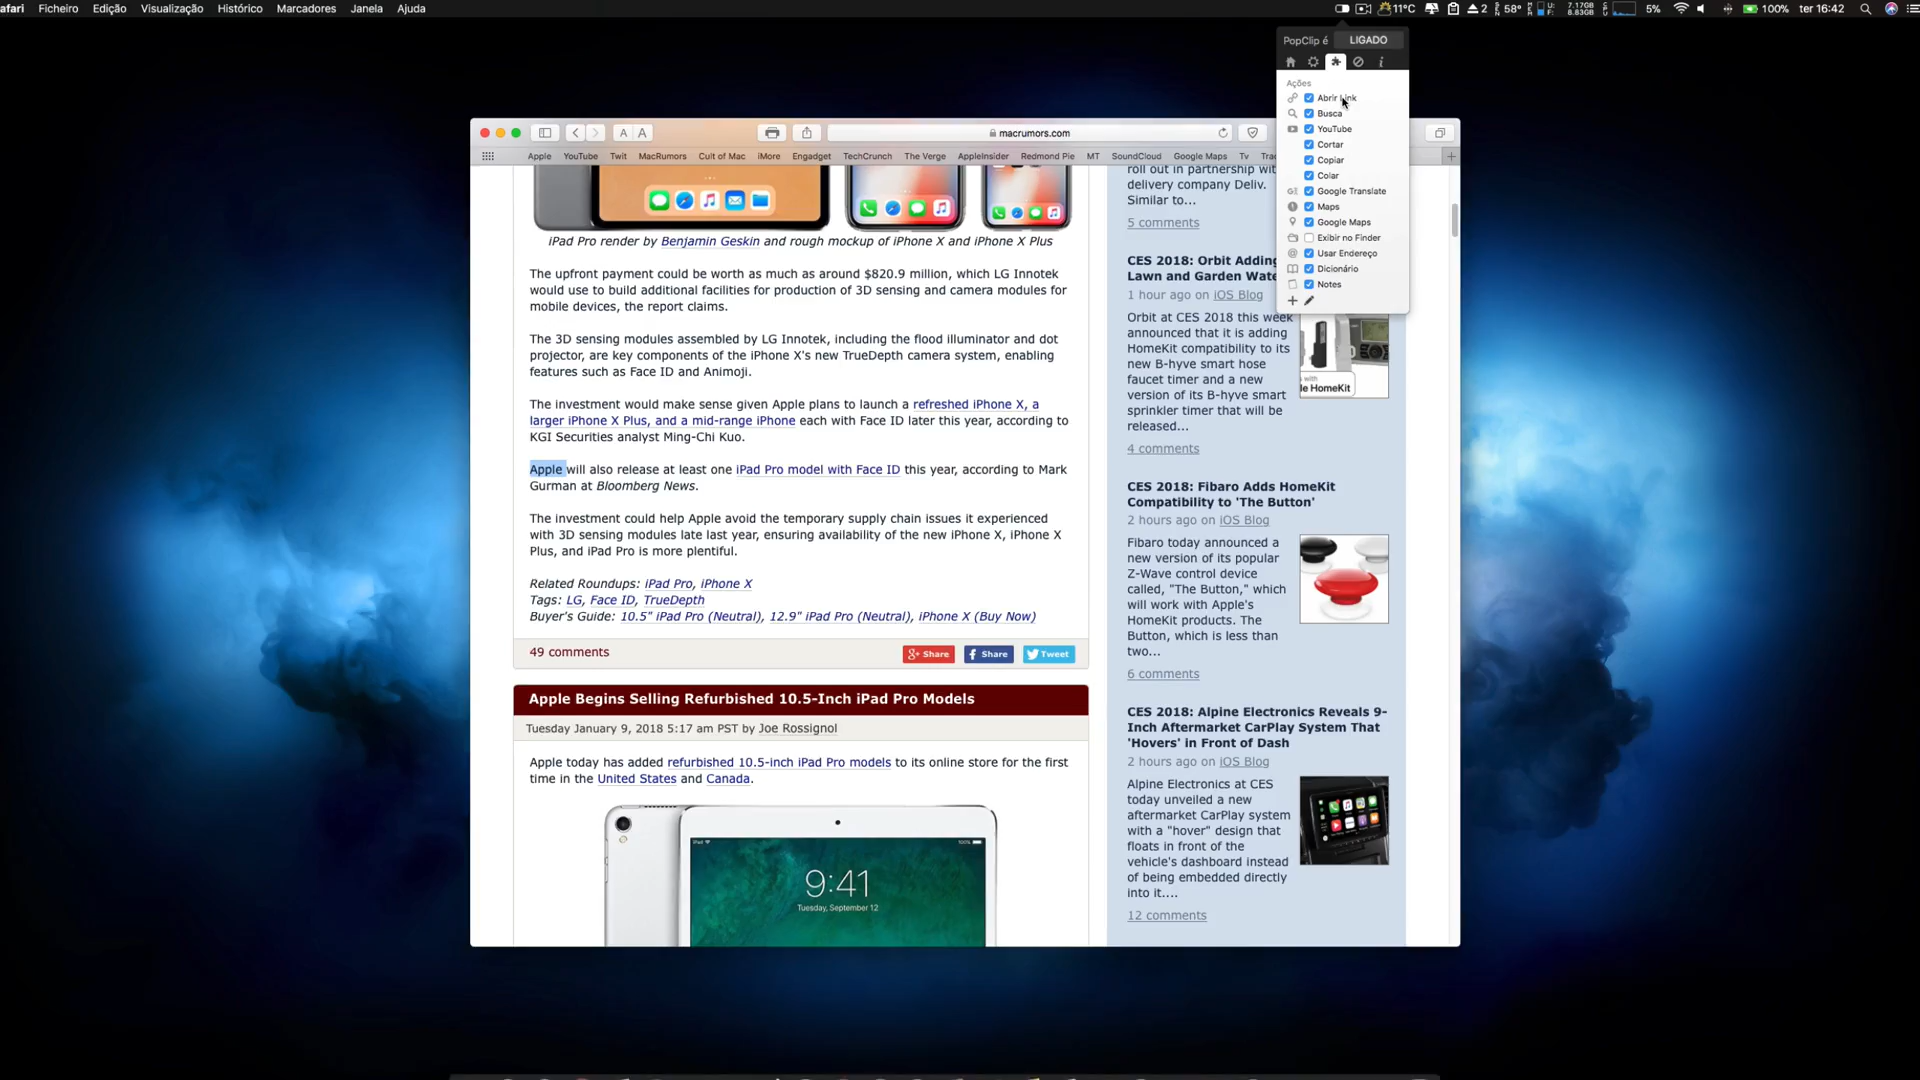 afari Ficheiro Edição Visualização Histórico Marcadores Janela Ajuda
11°C 2 58° 7.17GB 8.83GB 5% 100% ter 16:42
PopClip é LIGADO
Ações
Abrir Link
Busca
YouTube
Cortar
Copiar
Colar
Google Translate
Maps
Google Maps
Exibir no Finder
Usar Endereço
Dicionário
Notes
A A macrumors.com
Apple YouTube Twit MacRumors Cult of Mac iMore Engadget TechCrunch The Verge AppleInsider Redmond Pie MT SoundCloud Google Maps Tv
iPad Pro render by Benjamin Geskin and rough mockup of iPhone X and iPhone X Plus
The upfront payment could be worth as much as around $820.9 million, which LG Innotek
would use to build additional facilities for production of 3D sensing and camera modules for
mobile devices, the report claims.
The 3D sensing modules assembled by LG Innotek, including the flood illuminator and dot
projector, are key components of the iPhone X's new TrueDepth camera system, enabling
features such as Face ID and Animoji.
The investment would make sense given Apple plans to launch a refreshed iPhone X, a
larger iPhone X Plus, and a mid-range iPhone each with Face ID later this year, according to
KGI Securities analyst Ming-Chi Kuo.
Apple will also release at least one iPad Pro model with Face ID this year, according to Mark
Gurman at Bloomberg News.
The investment could help Apple avoid the temporary supply chain issues it experienced
with 3D sensing modules late last year, ensuring availability of the new iPhone X, iPhone X
Plus, and iPad Pro is more plentiful.
Related Roundups: iPad Pro, iPhone X
Tags: LG, Face ID, TrueDepth
Buyer's Guide: 10.5" iPad Pro (Neutral), 12.9" iPad Pro (Neutral), iPhone X (Buy Now)
49 comments
Share Share Tweet
Apple Begins Selling Refurbished 10.5-Inch iPad Pro Models
Tuesday January 9, 2018 5:17 am PST by Joe Rossignol
Apple today has added refurbished 10.5-inch iPad Pro models to its online store for the first
time in the United States and Canada.
9:41
Tuesday, September 12
roll out in partnership wit
delivery company Deliv.
Similar to...
5 comments
CES 2018: Orbit Adding
Lawn and Garden Wate
1 hour ago on iOS Blog
Orbit at CES 2018 this week
announced that it is adding
HomeKit compatibility to its
new B-hyve smart hose
faucet timer and a new
version of its B-hyve smart
sprinkler timer that will be
released...
le HomeKit
4 comments
CES 2018: Fibaro Adds HomeKit
Compatibility to 'The Button'
2 hours ago on iOS Blog
Fibaro today announced a
new version of its popular
Z-Wave control device
called, "The Button," which
will work with Apple's
HomeKit products. The
Button, which is less than
two...
6 comments
CES 2018: Alpine Electronics Reveals 9-
Inch Aftermarket CarPlay System That
'Hovers' in Front of Dash
2 hours ago on iOS Blog
Alpine Electronics at CES
today unveiled a new
aftermarket CarPlay system
with a "hover" design that
floats in front of the
vehicle's dashboard instead
of being embedded directly
into it....
12 comments